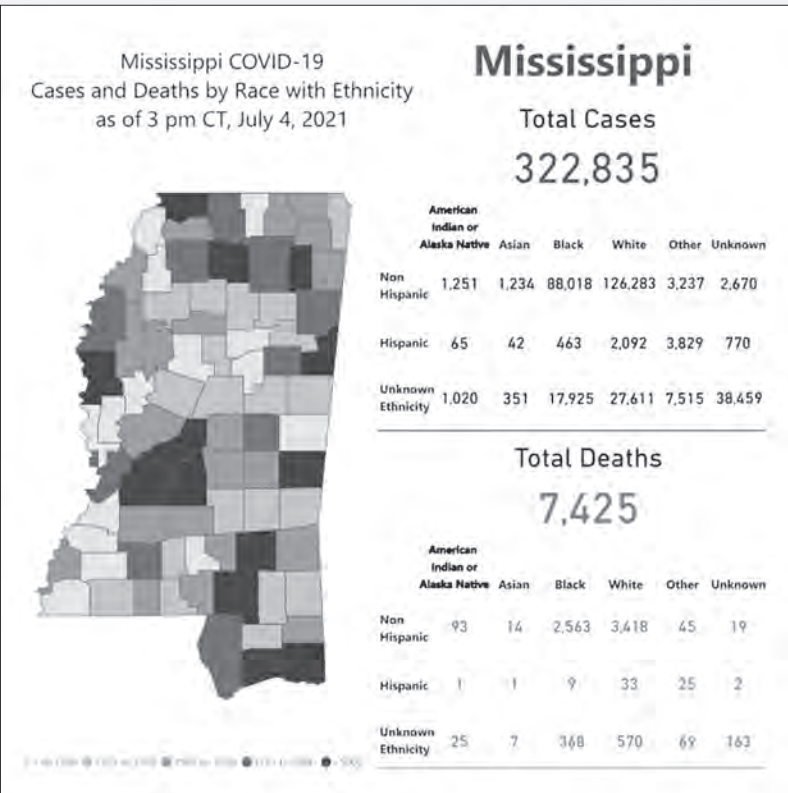 Mississippi COVID-19
Cases and Deaths by Race with Ethnicity
as of 3 pm CT, July 4, 2021
Mississippi
Total Cases
322,835
American
Indian or
Alaska Native Asian Black White Other Unknown
Non
Hispanic 1,251 1,234 88,018 126,283 3,237 2,670
Hispanic 65 42 463 2,092 3,829 770
Unknown
Ethnicity 1,020 351 17,925 27,611 7,515 38,459
Total Deaths
7,425
American
Indian or
Alaska Native Asian Black White Other Unknown
Non
Hispanic 93 14 2,563 3,418 45 19
Hispanic 1 1 9 33 25 2
Unknown
Ethnicity 25 7 368 570 69 163